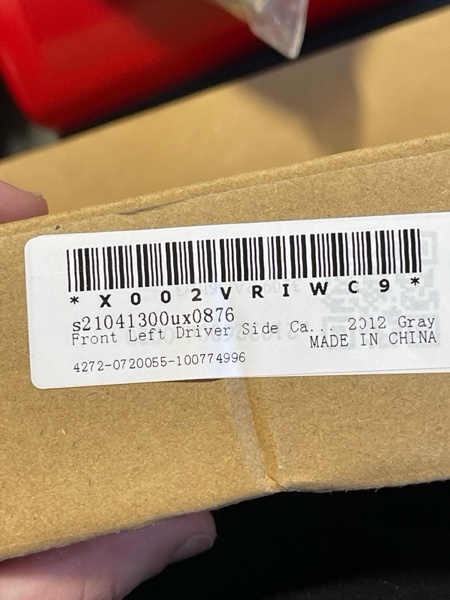 *X002VRIWC9*
s21041300ux0876
Front Left Driver Side Ca... 2012 Gray
MADE IN CHINA
4272-0720055-100774996